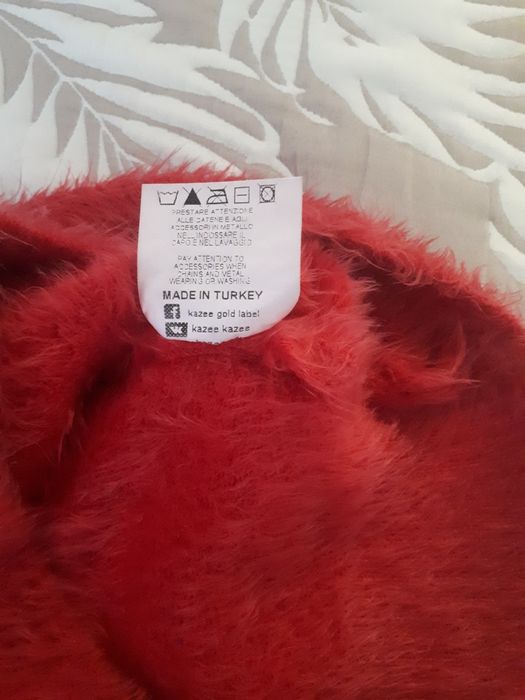 PRESTARE ATTENZIONE
ALLE CATENE E AGLI
ACCESSORI IN METALLO
NELL'INDOSSARE IL
CAPO E NEL LAVAGGIO
PAY ATTENTION TO
ACCESSORIES WHEN
CHAINS AND METAL
WEARING OR WASHING
MADE IN TURKEY
kazee gold label
kazee kazee